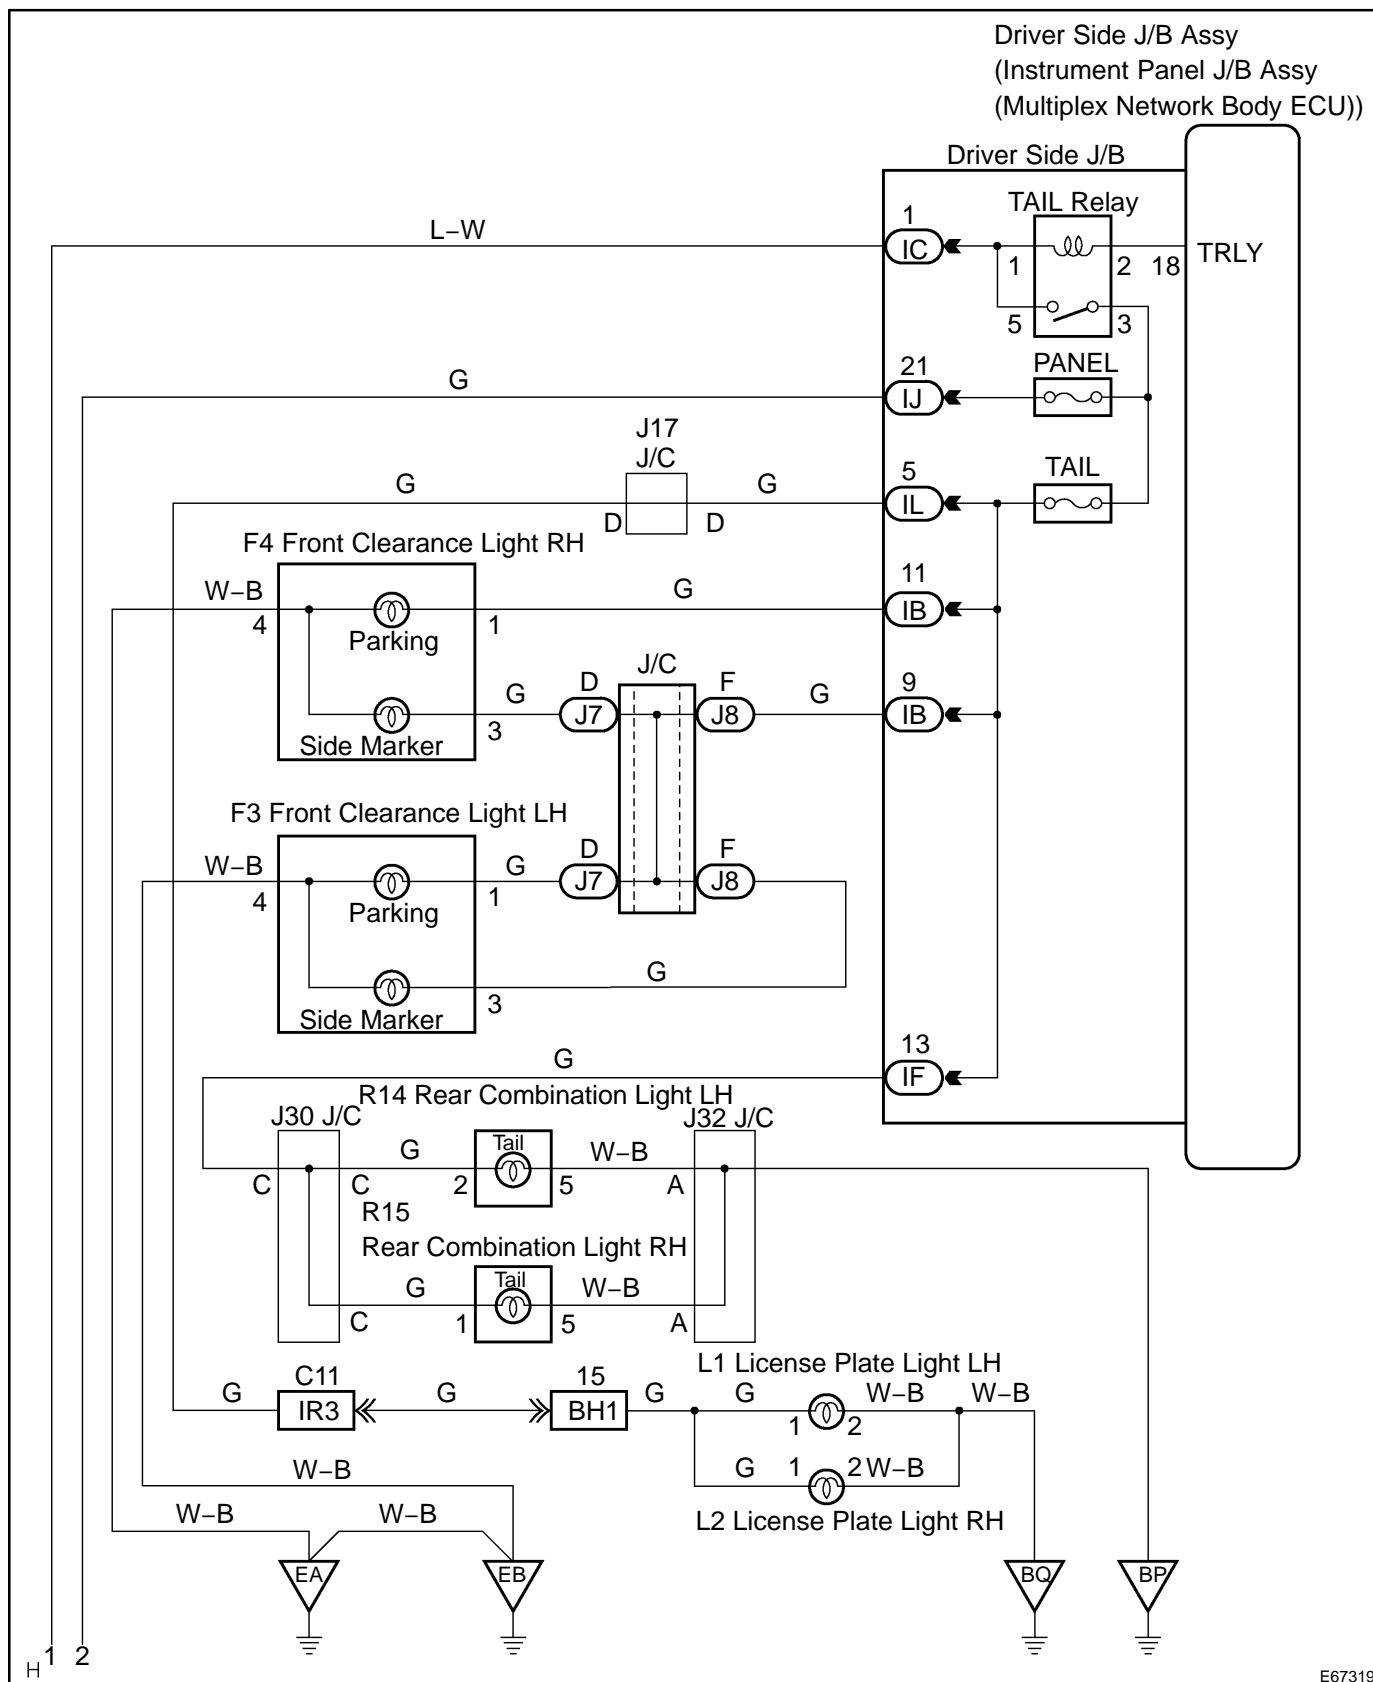 Driver Side J/B Assy
(Instrument Panel J/B Assy
(Multiplex Network Body ECU))
Driver Side J/B
TAIL Relay
L-W
1
IC
1
2
18
TRLY
5
3
G
21
IJ
PANEL
J17
J/C
G
D
D
G
5
IL
TAIL
F4 Front Clearance Light RH
W-B
4
Parking
1
G
11
IB
J/C
Side Marker
3
G
D
J7
F
J8
G
9
IB
F3 Front Clearance Light LH
W-B
4
Parking
1
G
D
J7
F
J8
Side Marker
3
G
G
13
IF
R14 Rear Combination Light LH
J30 J/C
J32 J/C
C
C
G
2
Tail
5
W-B
A
R15
Rear Combination Light RH
C
G
1
Tail
5
W-B
A
L1 License Plate Light LH
G
C11
IR3
G
15
BH1
G
G
1
2
W-B
W-B
G
1
2
W-B
L2 License Plate Light RH
W-B
W-B
W-B
EA
EB
BQ
BP
H
1
2
E67319